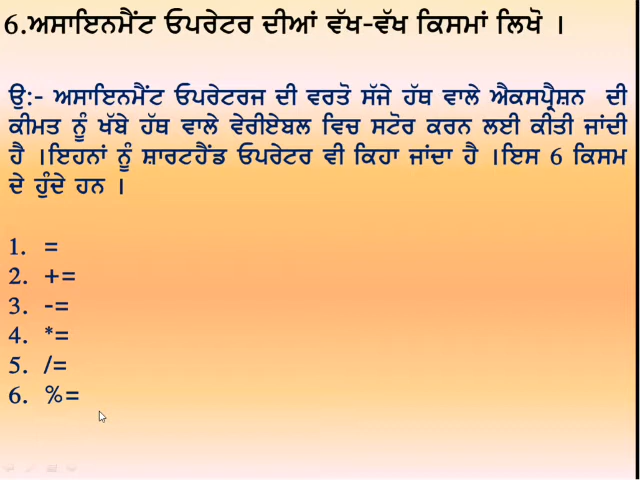 6.ਅਸਾਇਨਮੈਂਟ ਓਪਰੇਟਰ ਦੀਆਂ ਵੱਖ-ਵੱਖ ਕਿਸਮਾਂ ਲਿਖੋ ।
ਉ:- ਅਸਾਇਨਮੈਂਟ ਓਪਰੇਟਰਜ ਦੀ ਵਰਤੋ ਸੱਜੇ ਹੱਥ ਵਾਲੇ ਐਕਸਪ੍ਰੈਸ਼ਨ ਦੀ
ਕੀਮਤ ਨੂੰ ਖੱਬੇ ਹੱਥ ਵਾਲੇ ਵੇਰੀਏਬਲ ਵਿਚ ਸਟੋਰ ਕਰਨ ਲਈ ਕੀਤੀ ਜਾਂਦੀ
ਹੈ ।ਇਹਨਾਂ ਨੂੰ ਸ਼ਾਰਟਹੈਂਡ ਓਪਰੇਟਰ ਵੀ ਕਿਹਾ ਜਾਂਦਾ ਹੈ ।ਇਸ 6 ਕਿਸਮ
ਦੇ ਹੁੰਦੇ ਹਨ ।
1. =
2. +=
3. -=
4. *=
5. /=
6. %=